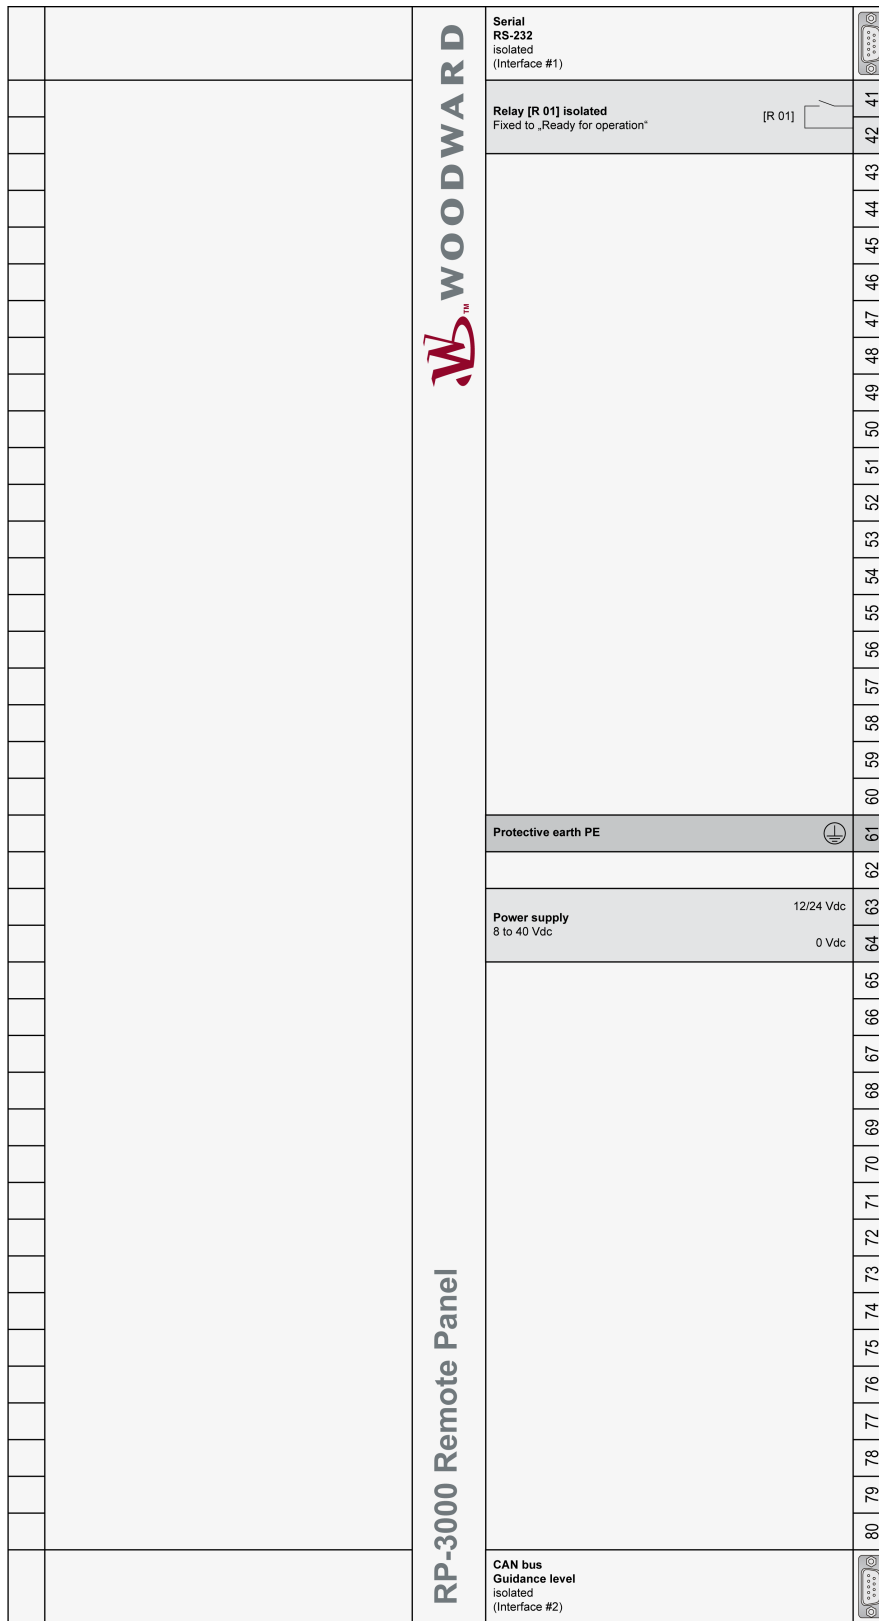 WOODWARD
TM
RP-3000 Remote Panel
Serial
RS-232
isolated
(Interface #1)
Relay [R 01] isolated
Fixed to „Ready for operation“
[R 01]
41
42
43
44
45
46
47
48
49
50
51
52
53
54
55
56
57
58
59
60
Protective earth PE
61
62
Power supply
8 to 40 Vdc
12/24 Vdc
63
0 Vdc
64
65
66
67
68
69
70
71
72
73
74
75
76
77
78
79
80
CAN bus
Guidance level
isolated
(Interface #2)